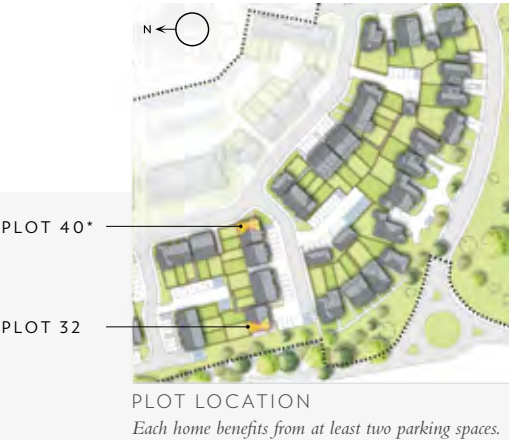 N
PLOT 40*
PLOT 32
PLOT LOCATION
Each home benefits from at least two parking spaces.